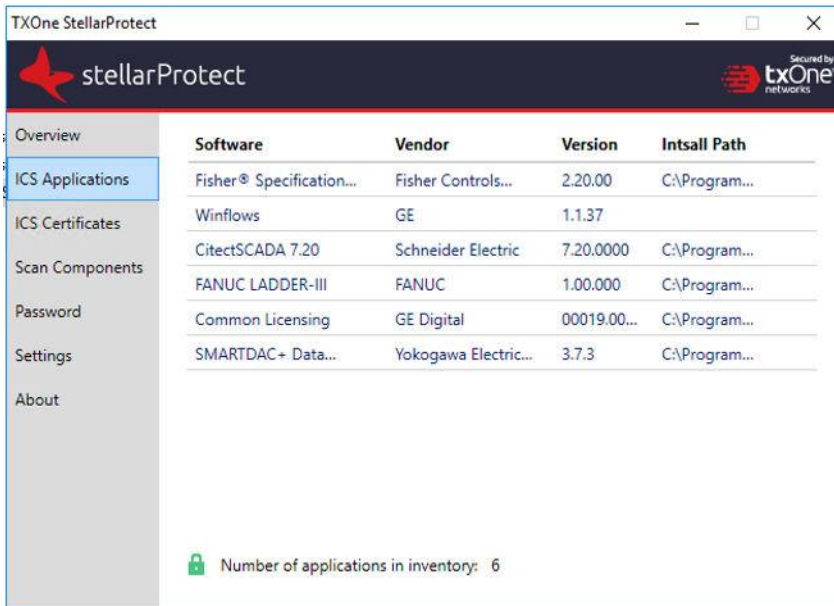 TXOne StellarProtect
stellarProtect
Secured by
txOne
networks
Overview
ICS Applications
ICS Certificates
Scan Components
Password
Settings
About
Software Vendor Version Intsall Path
Fisher® Specification... Fisher Controls... 2.20.00 C:\Program...
Winflows GE 1.1.37
CitectSCADA 7.20 Schneider Electric 7.20.0000 C:\Program...
FANUC LADDER-III FANUC 1.00.000 C:\Program...
Common Licensing GE Digital 00019.00... C:\Program...
SMARTDAC+ Data... Yokogawa Electric... 3.7.3 C:\Program...
Number of applications in inventory: 6